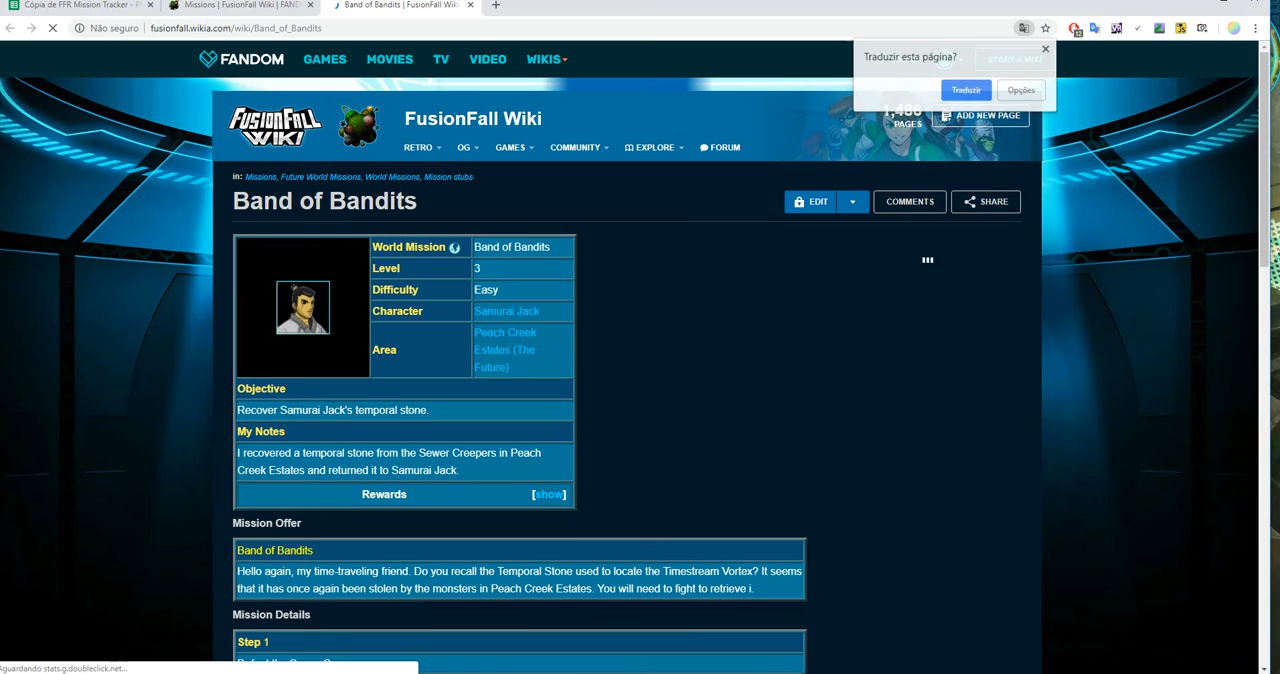 Cópia de FFR Mission Tracker - P
Missions | FusionFall Wiki | FAND
Band of Bandits | FusionFall Wiki
Não seguro
fusionfall.wikia.com/wiki/Band_of_Bandits
12
Traduzir esta página?
Traduzir
Opções
FANDOM
GAMES
MOVIES
TV
VIDEO
WIKIS
START A WIKI
FUSIONFALL WIKI
FusionFall Wiki
1,486
PAGES
ADD NEW PAGE
RETRO
OG
GAMES
COMMUNITY
EXPLORE
FORUM
in: Missions, Future World Missions, World Missions, Mission stubs
Band of Bandits
EDIT
COMMENTS
SHARE
World Mission
Band of Bandits
Level
3
Difficulty
Easy
Character
Samurai Jack
Area
Peach Creek
Estates (The
Future)
Objective
Recover Samurai Jack's temporal stone.
My Notes
I recovered a temporal stone from the Sewer Creepers in Peach
Creek Estates and returned it to Samurai Jack.
Rewards
[show]
Mission Offer
Band of Bandits
Hello again, my time-traveling friend. Do you recall the Temporal Stone used to locate the Timestream Vortex? It seems
that it has once again been stolen by the monsters in Peach Creek Estates. You will need to fight to retrieve i.
Mission Details
Step 1
Aguardando stats.g.doubleclick.net...